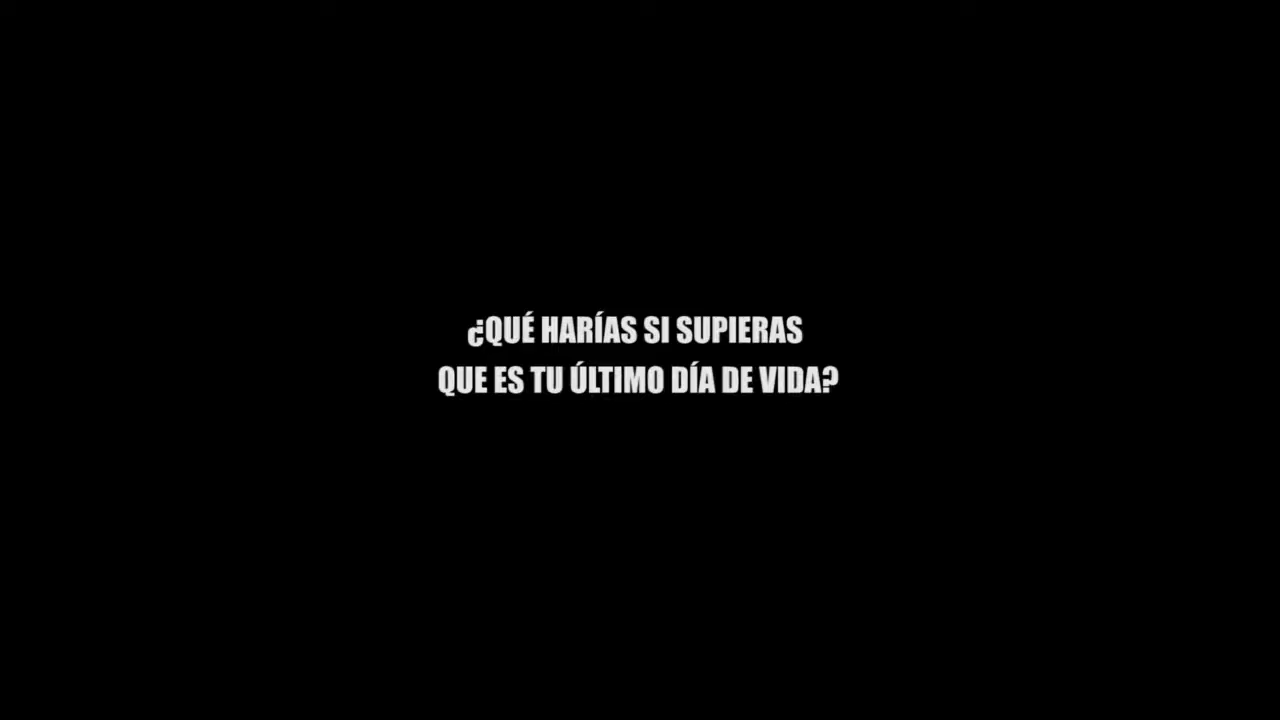 ¿QUÉ HARÍAS SI SUPIERAS
QUE ES TU ÚLTIMO DÍA DE VIDA?